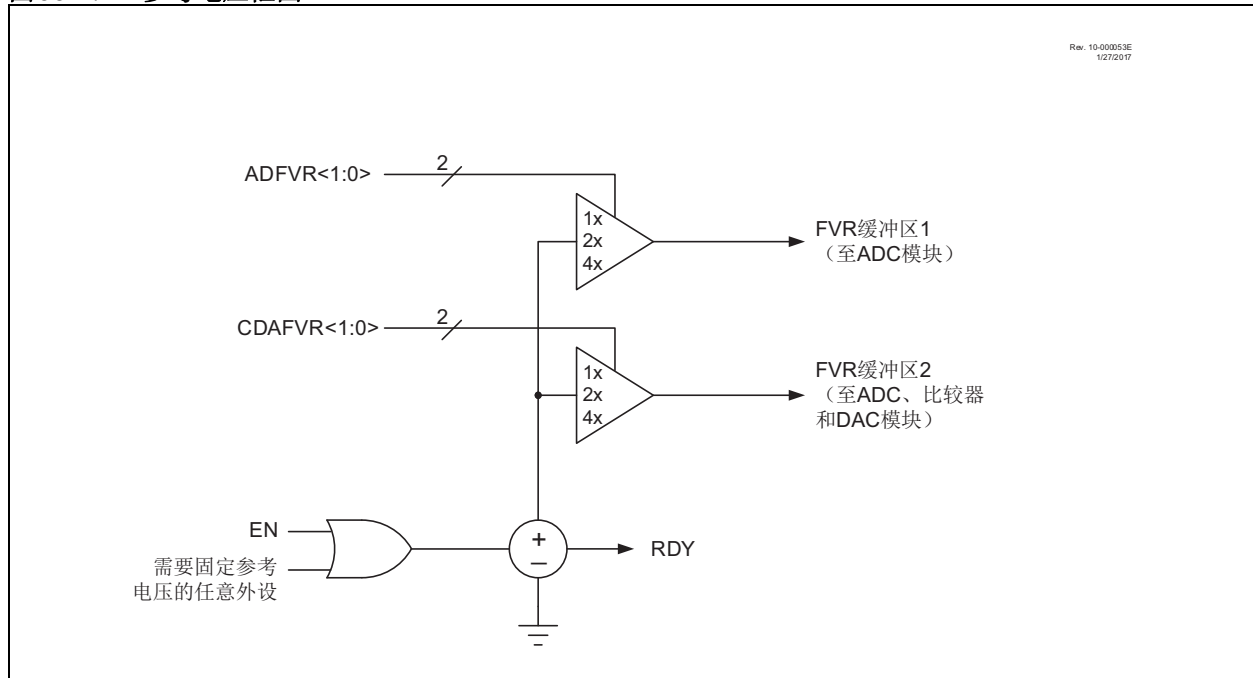 Rev. 10-000053E
1/27/2017
ADFVR<1:0>
2
1x
2x
4x
FVR缓冲区1
（至ADC模块）
CDAFVR<1:0>
2
1x
2x
4x
FVR缓冲区2
（至ADC、比较器
和DAC模块）
EN
需要固定参考
电压的任意外设
+
−
RDY